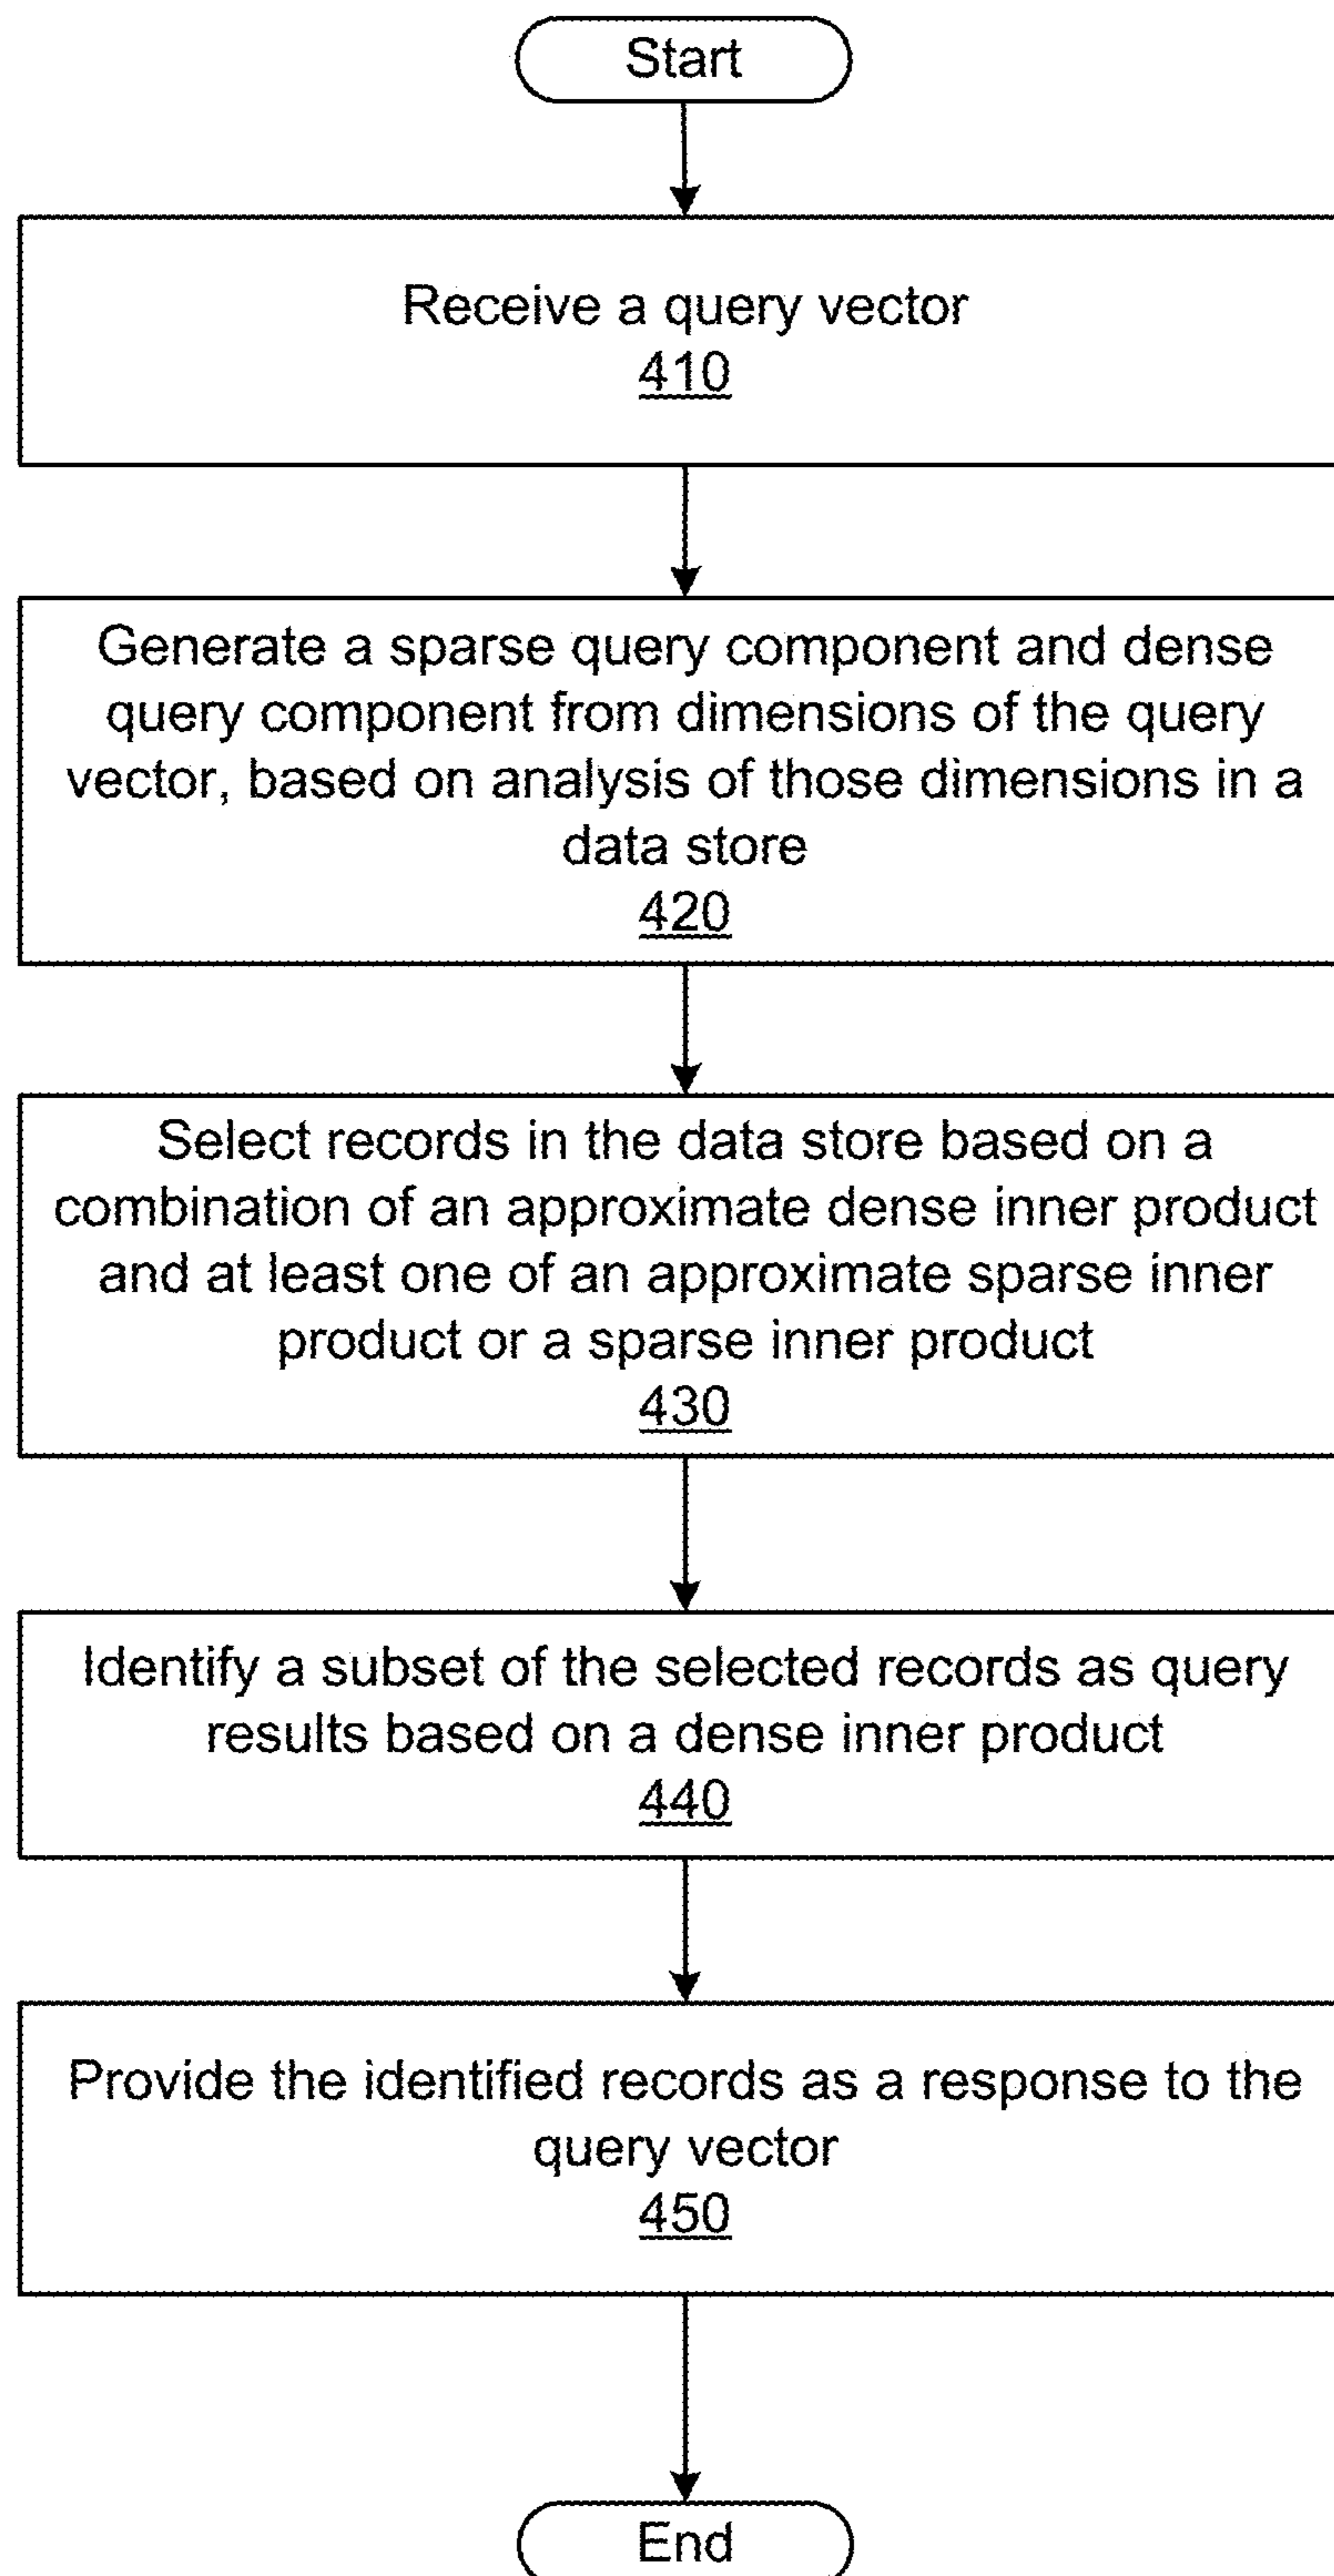 Start
Receive a query vector
410
Generate a sparse query component and dense
query component from dimensions of the query
vector, based on analysis of those dimensions in a
data store
420
Select records in the data store based on a
combination of an approximate dense inner product
and at least one of an approximate sparse inner
product or a sparse inner product
430
Identify a subset of the selected records as query
results based on a dense inner product
440
Provide the identified records as a response to the
query vector
450
End